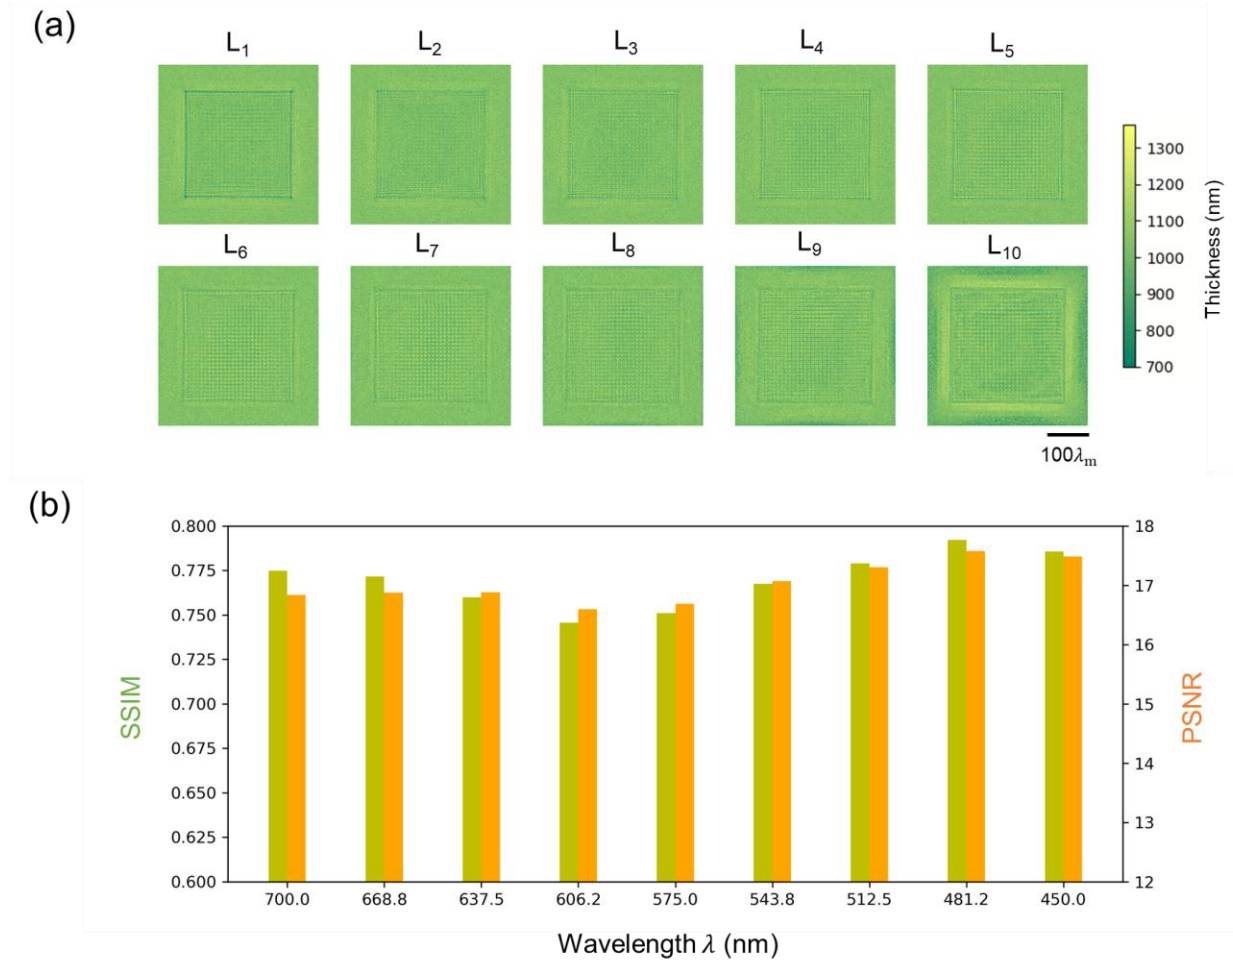 (a)
L1 L2 L3 L4 L5
1300
1200
1100
1000
900
800
700
Thickness (nm)
L6 L7 L8 L9 L10
100λm
(b)
0.800
0.775
0.750
0.725
0.700
0.675
0.650
0.625
0.600
SSIM
18
17
16
15
14
13
12
PSNR
700.0 668.8 637.5 606.2 575.0 543.8 512.5 481.2 450.0
Wavelength λ (nm)